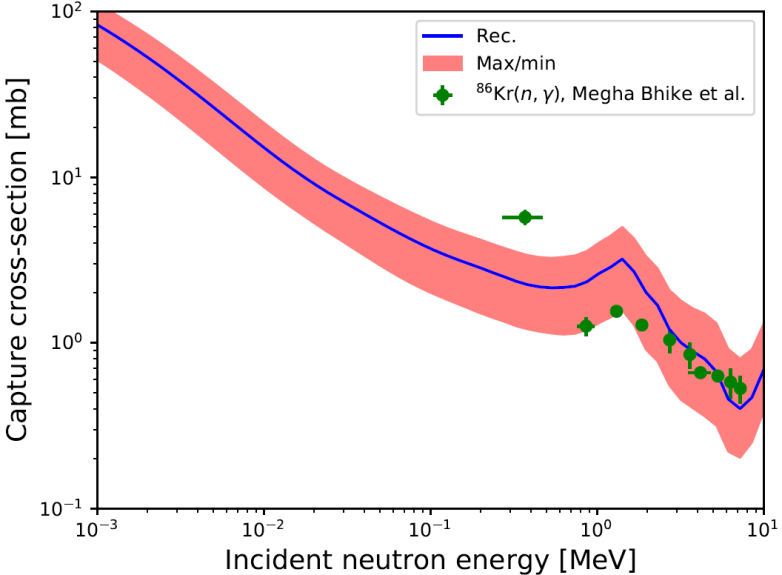 Capture cross-section [mb]
10²
10¹
10⁰
10⁻¹
Rec.
Max/min
⁸⁶Kr(n, γ), Megha Bhike et al.
10⁻³
10⁻²
10⁻¹
10⁰
10¹
Incident neutron energy [MeV]